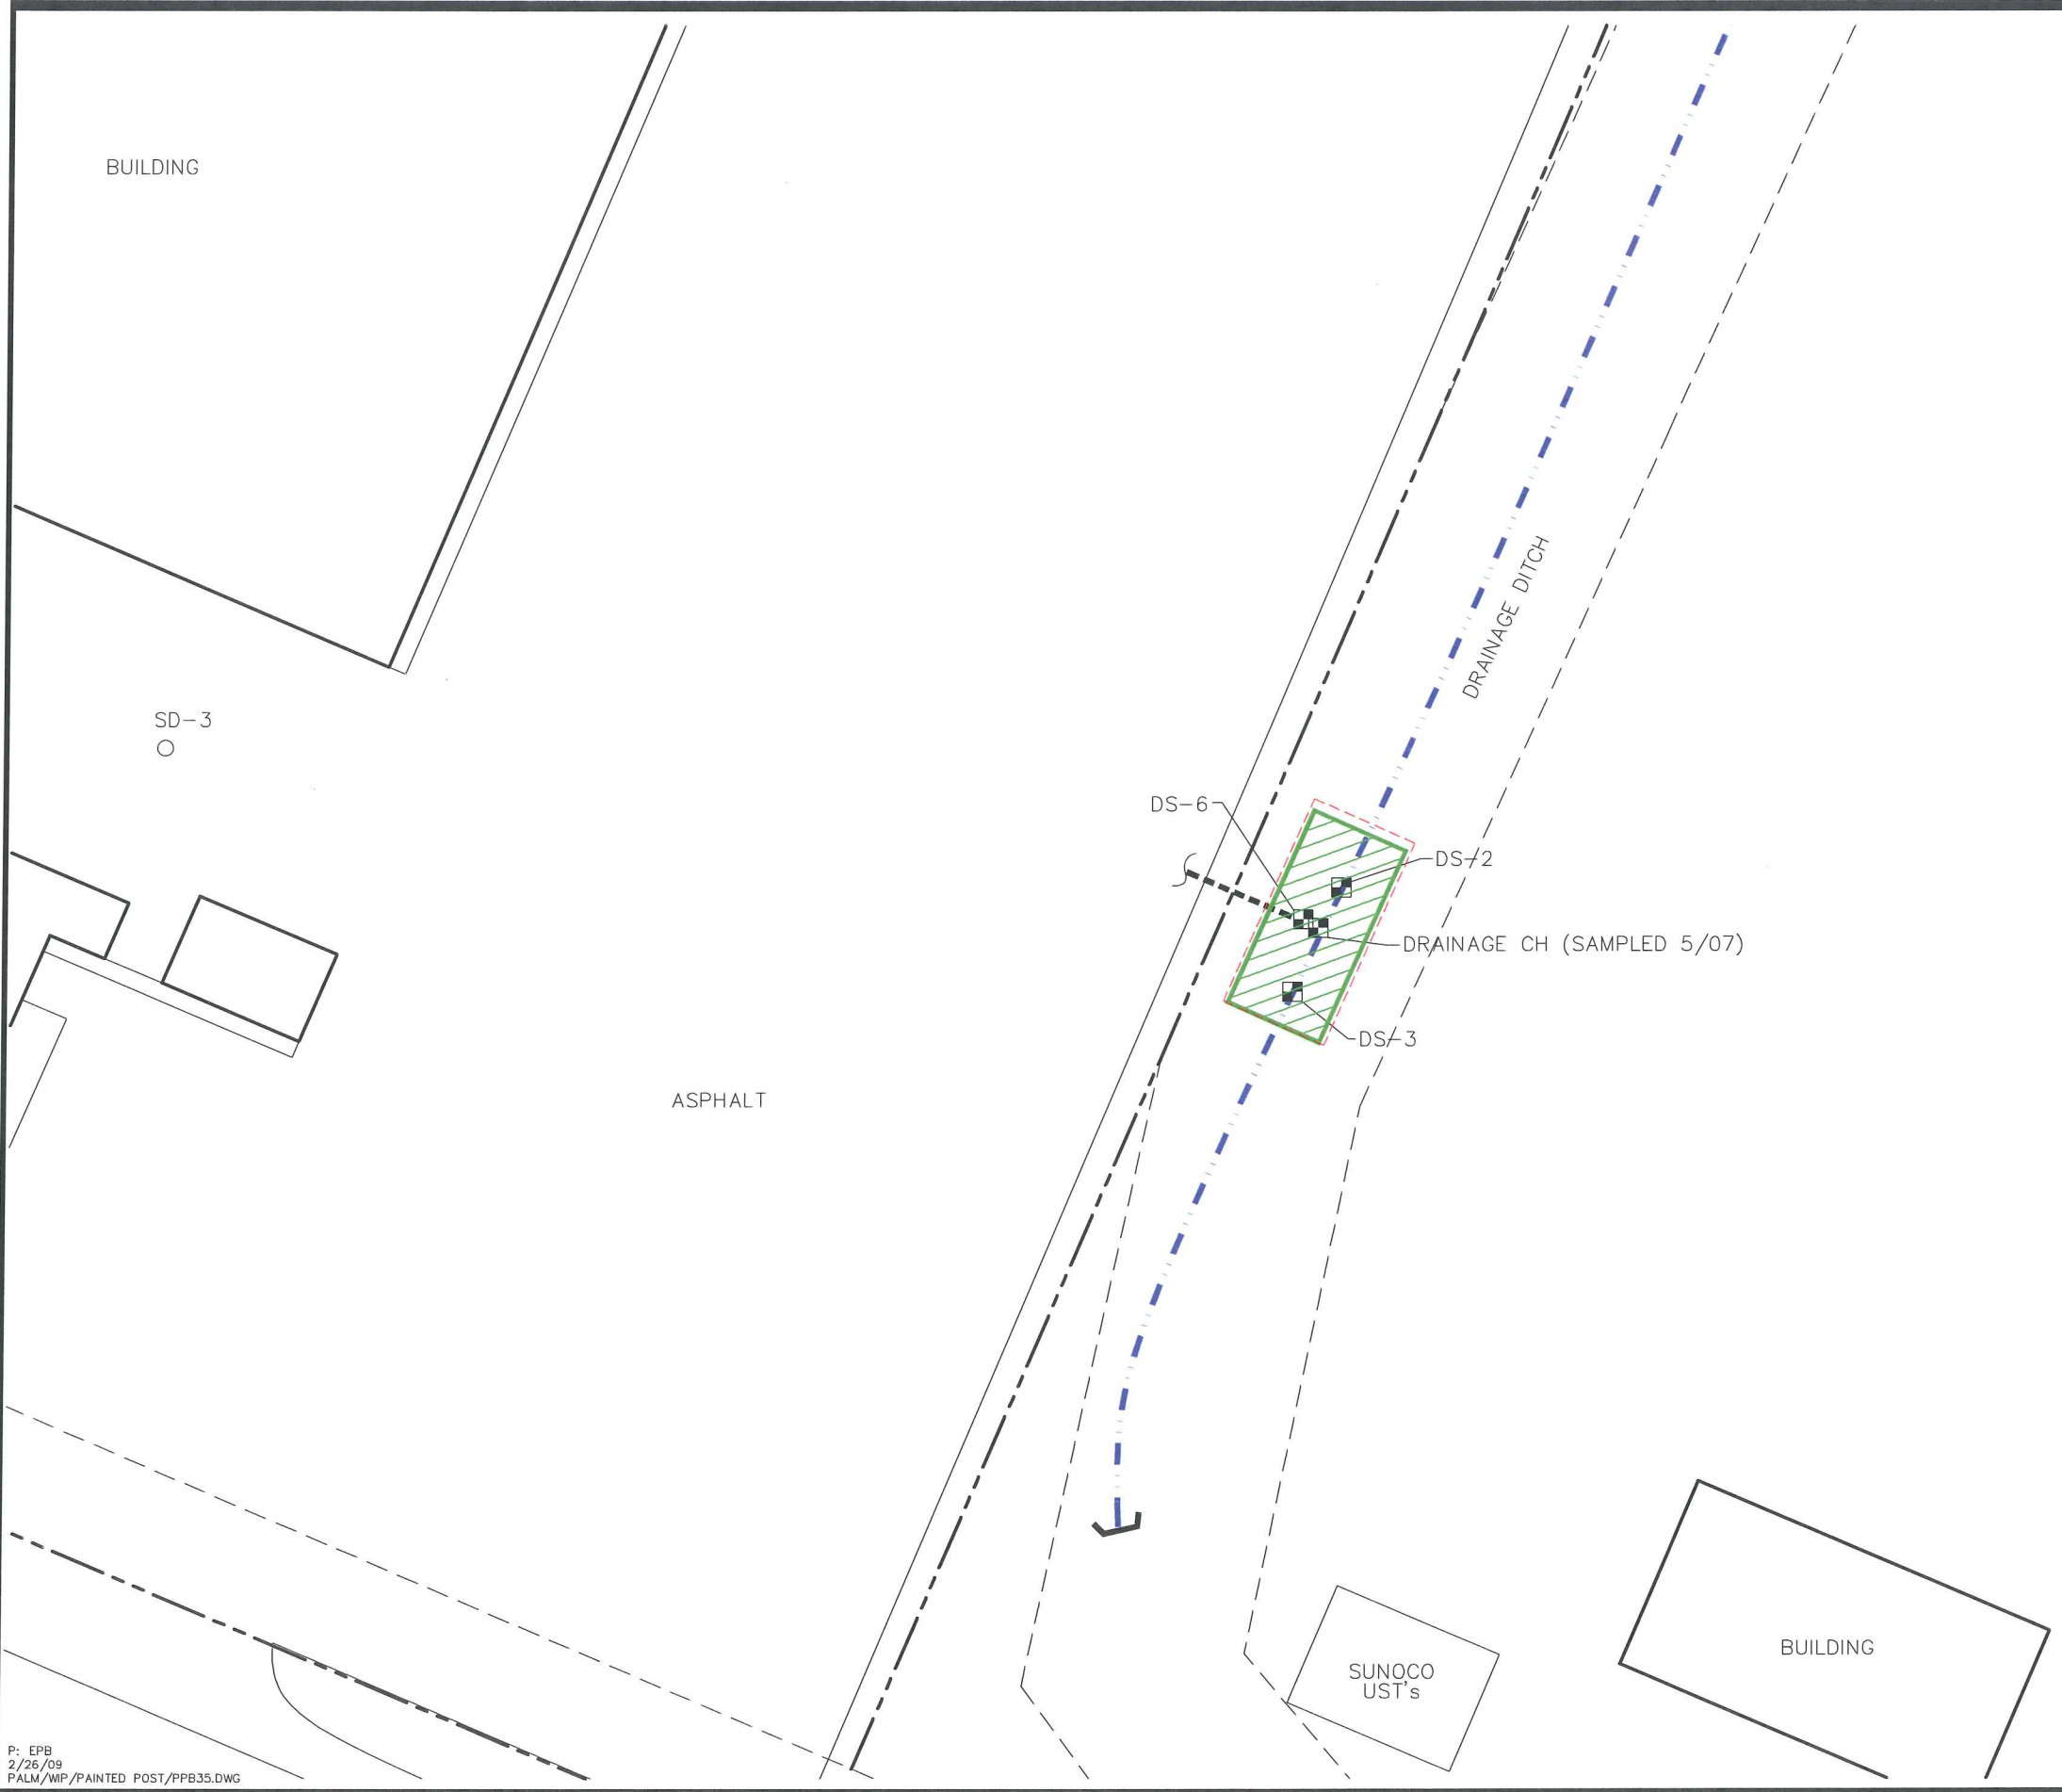 BUILDING
DRAINAGE DITCH
SD-3
DS-6
DS-2
DRAINAGE CH (SAMPLED 5/07)
DS-3
ASPHALT
BUILDING
SUNOCO
UST's
P: EPB
2/26/09
PALM/WIP/PAINTED POST/PPB35.DWG